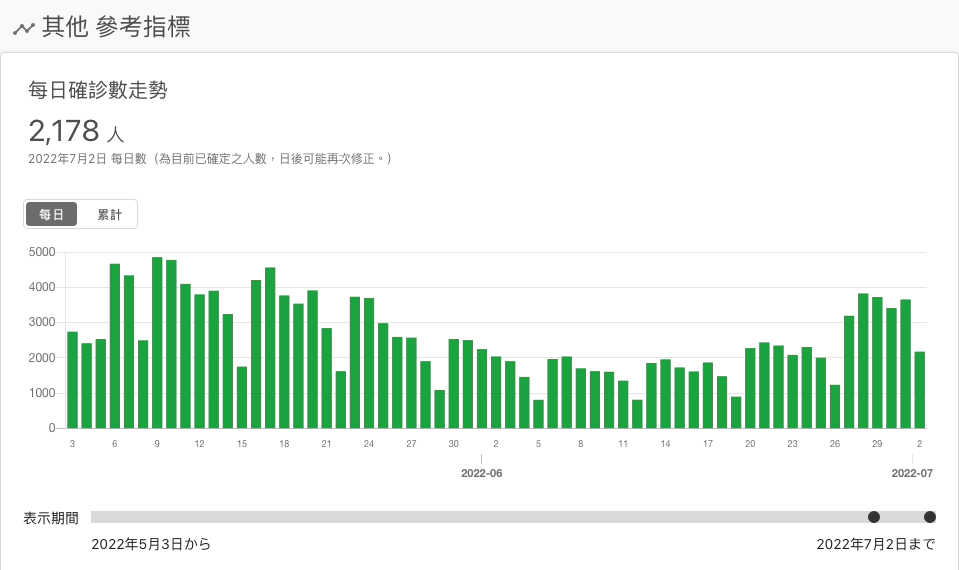 其他 參考指標
每日確診數走勢
2,178 人
2022年7月2日 每日數（為目前已確定之人數，日後可能再次修正。）
每日 累計
5000
4000
3000
2000
1000
0
3 6 9 12 15 18 21 24 27 30 2 5 8 11 14 17 20 23 26 29 2
2022-06 2022-07
表示期間
2022年5月3日から 2022年7月2日まで